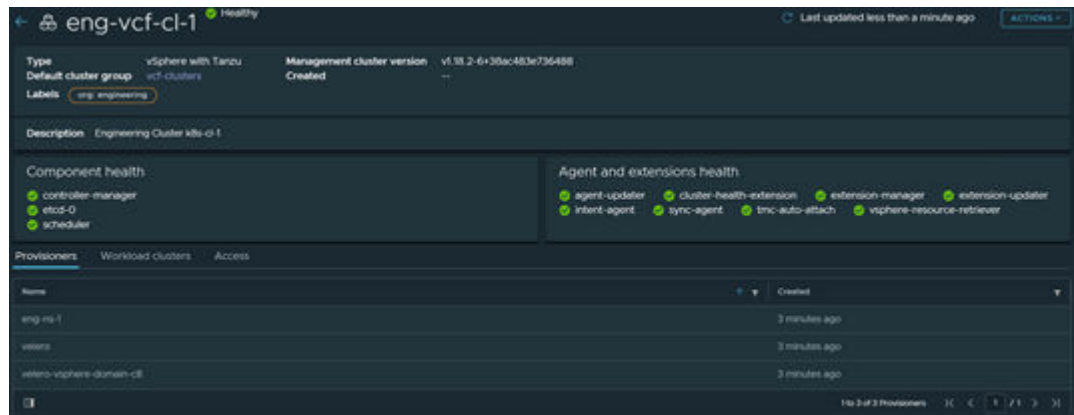 eng-vcf-cl-1 Healthy
Last updated less than a minute ago ACTIONS
Type vSphere with Tanzu Management cluster version v1.18.2-6+38ac483e736488
Default cluster group vcf-clusters Created --
Labels org: engineering
Description Engineering Cluster k8s-cl-1
Component health
controller-manager
etcd-0
scheduler
Agent and extensions health
agent-updater cluster-health-extension extension-manager extension-updater
intent-agent sync-agent tmc-auto-attach vsphere-resource-retriever
Provisioners Workload clusters Access
Name Created
eng-ns-1 3 minutes ago
velero 3 minutes ago
velero-vsphere-domain-c8 3 minutes ago
1 to 3 of 3 Provisioners 1 / 1